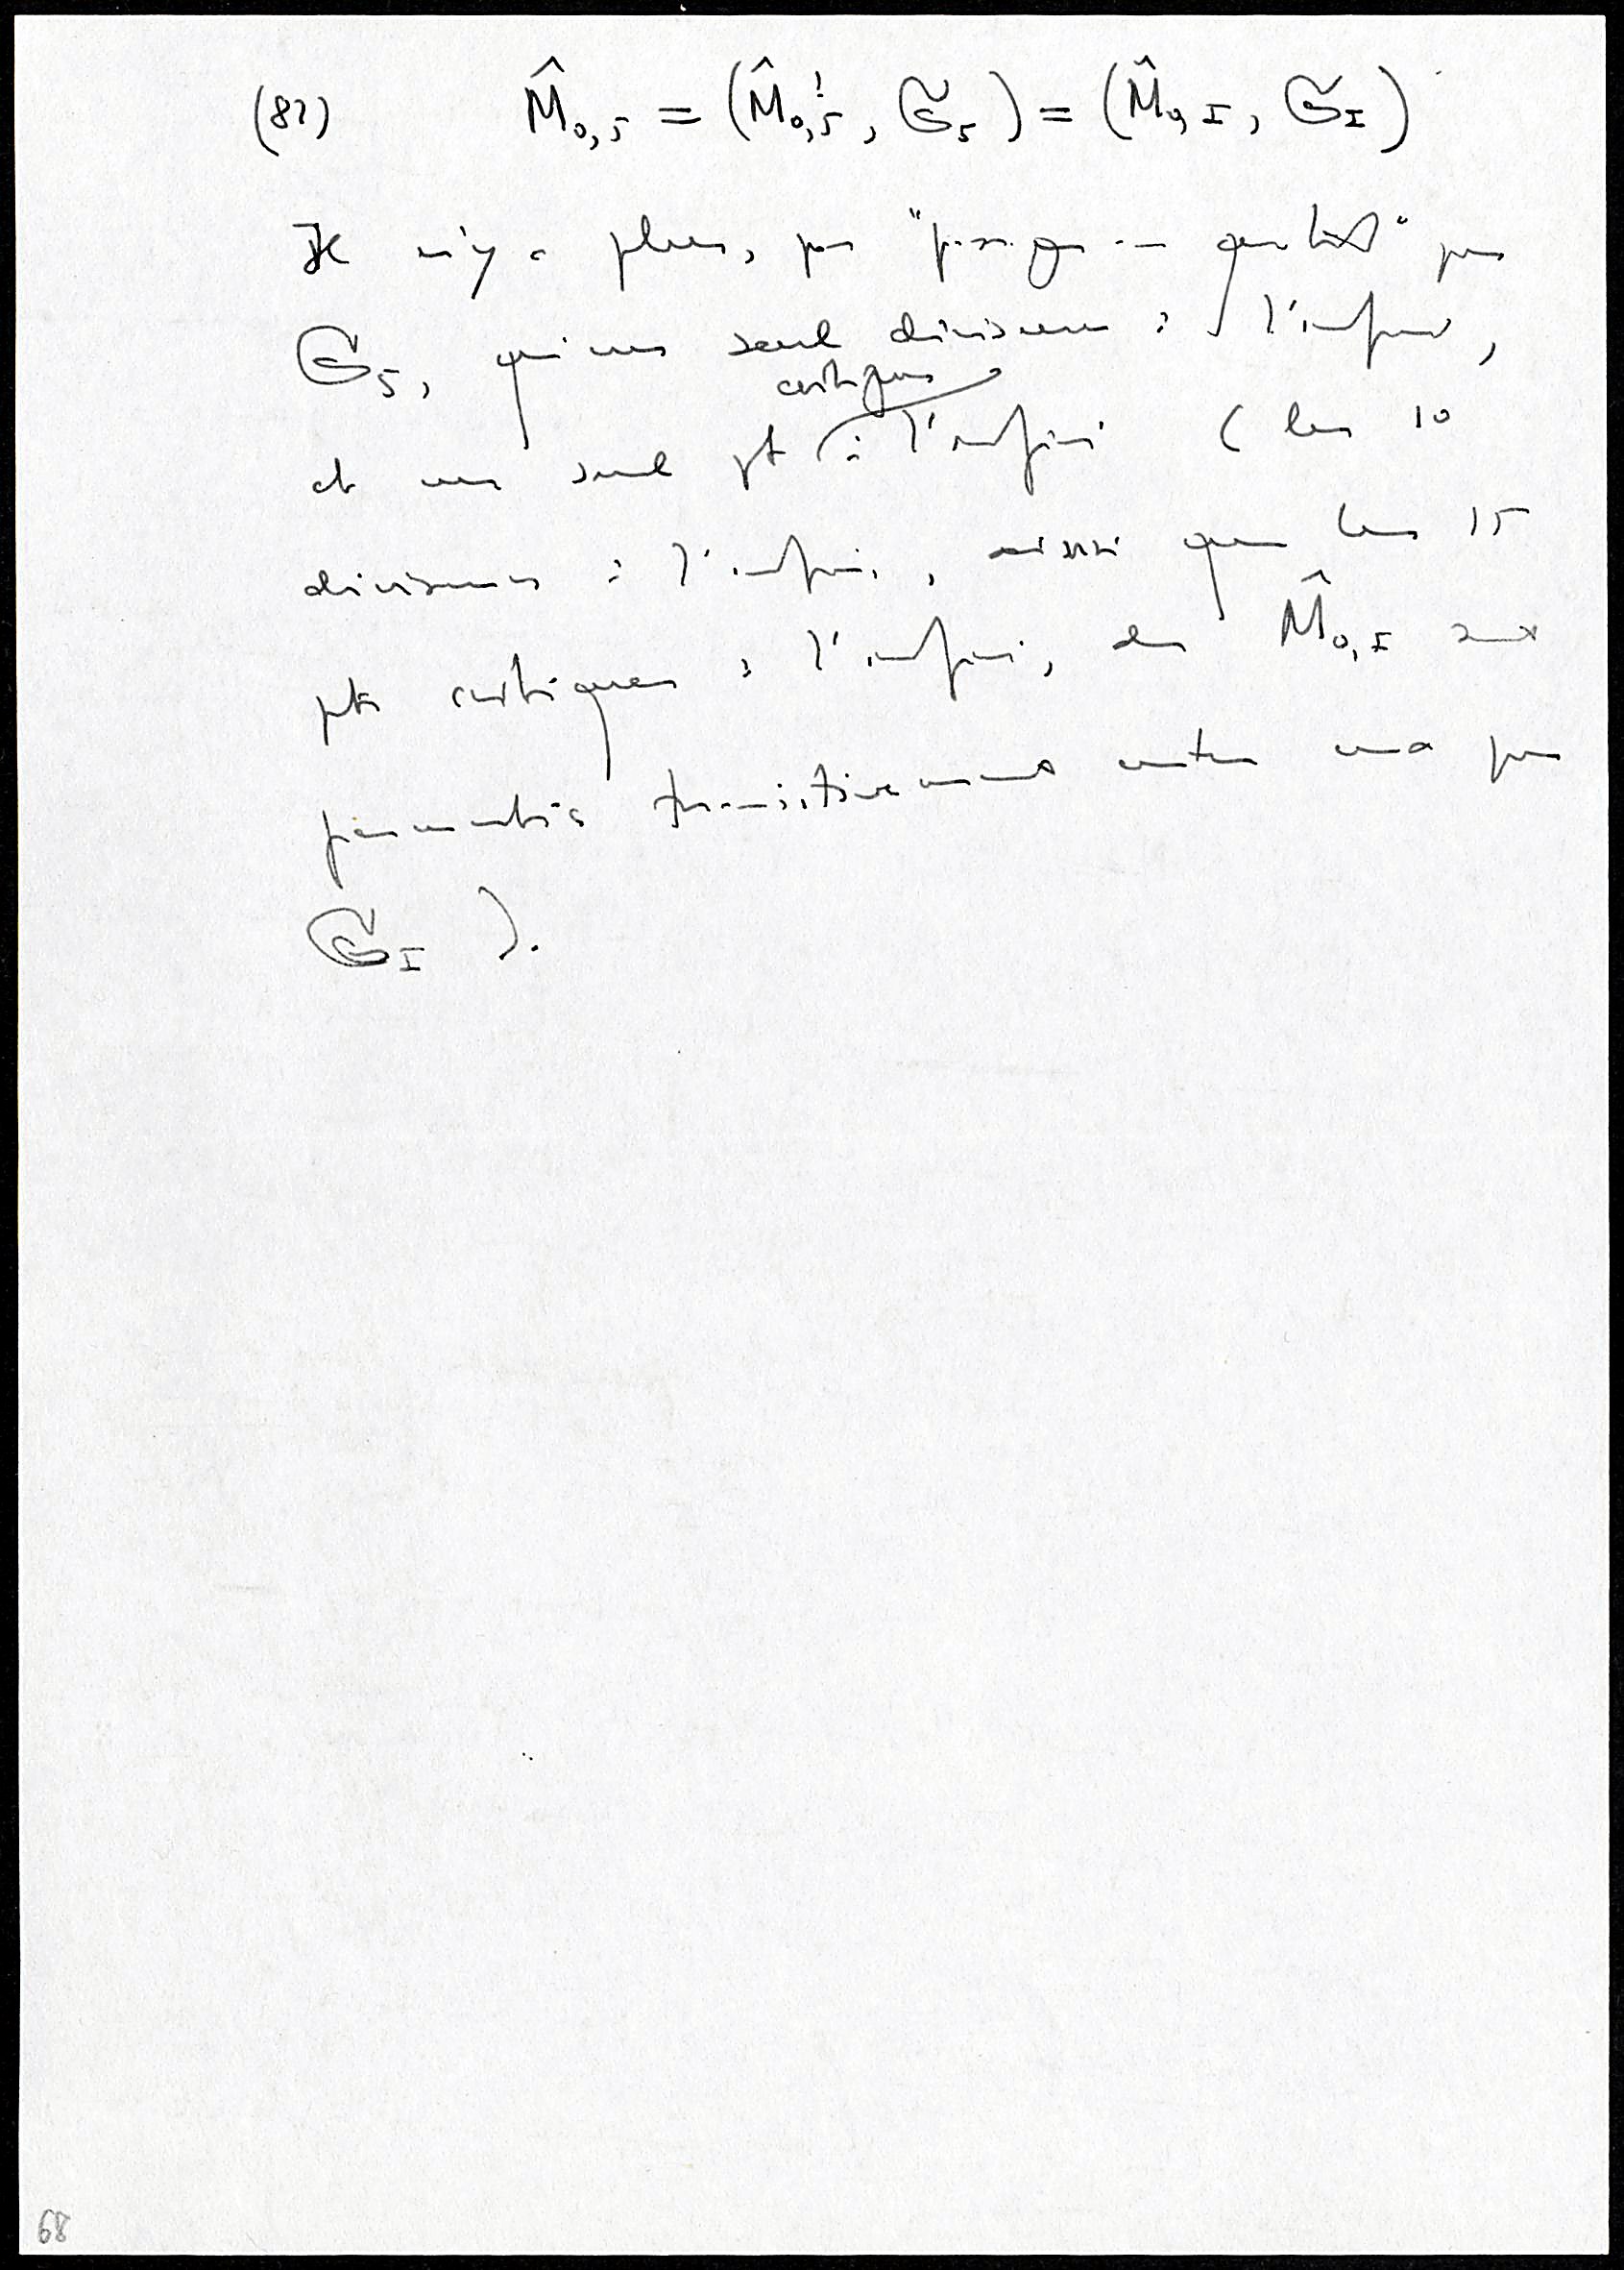 (81) M̂₀,₅ = (M̂!₀,₅, 𝔖₅) = (M̂₀,I, 𝔖I)
Il n'y a plus, par "passage au quotient" par
𝔖₅, qu'un seul diviseur à l'infini,
et un seul pt critique à l'infini (les 10
diviseurs à l'infini, ainsi que les 15
pts critiques à l'infini, de M̂₀,I sont
permutés transitivement entre eux par
𝔖I).
68